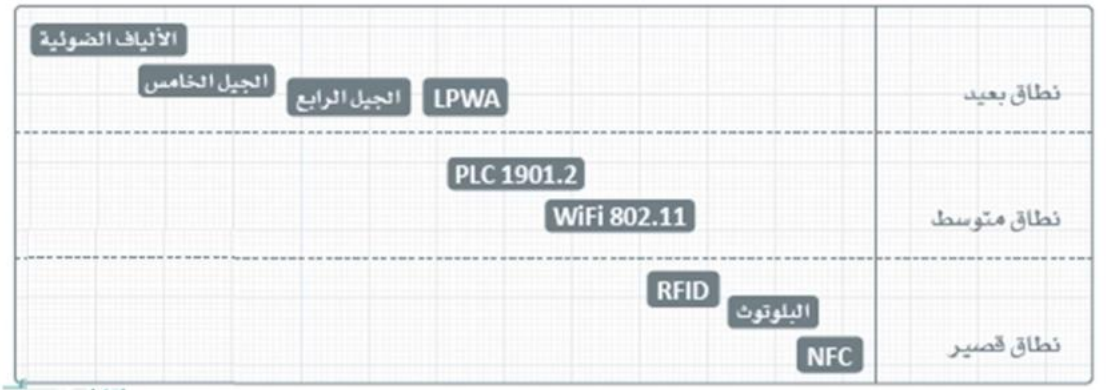 نطاق بعيد
الألياف الضوئية
الجيل الخامس
الجيل الرابع
LPWA
نطاق متوسط
PLC 1901.2
WiFi 802.11
نطاق قصير
RFID
البلوتوث
NFC